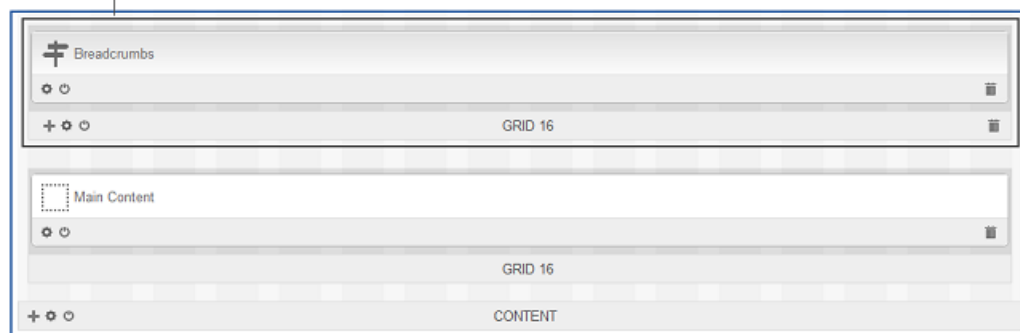 Breadcrumbs
GRID 16
Main Content
GRID 16
CONTENT